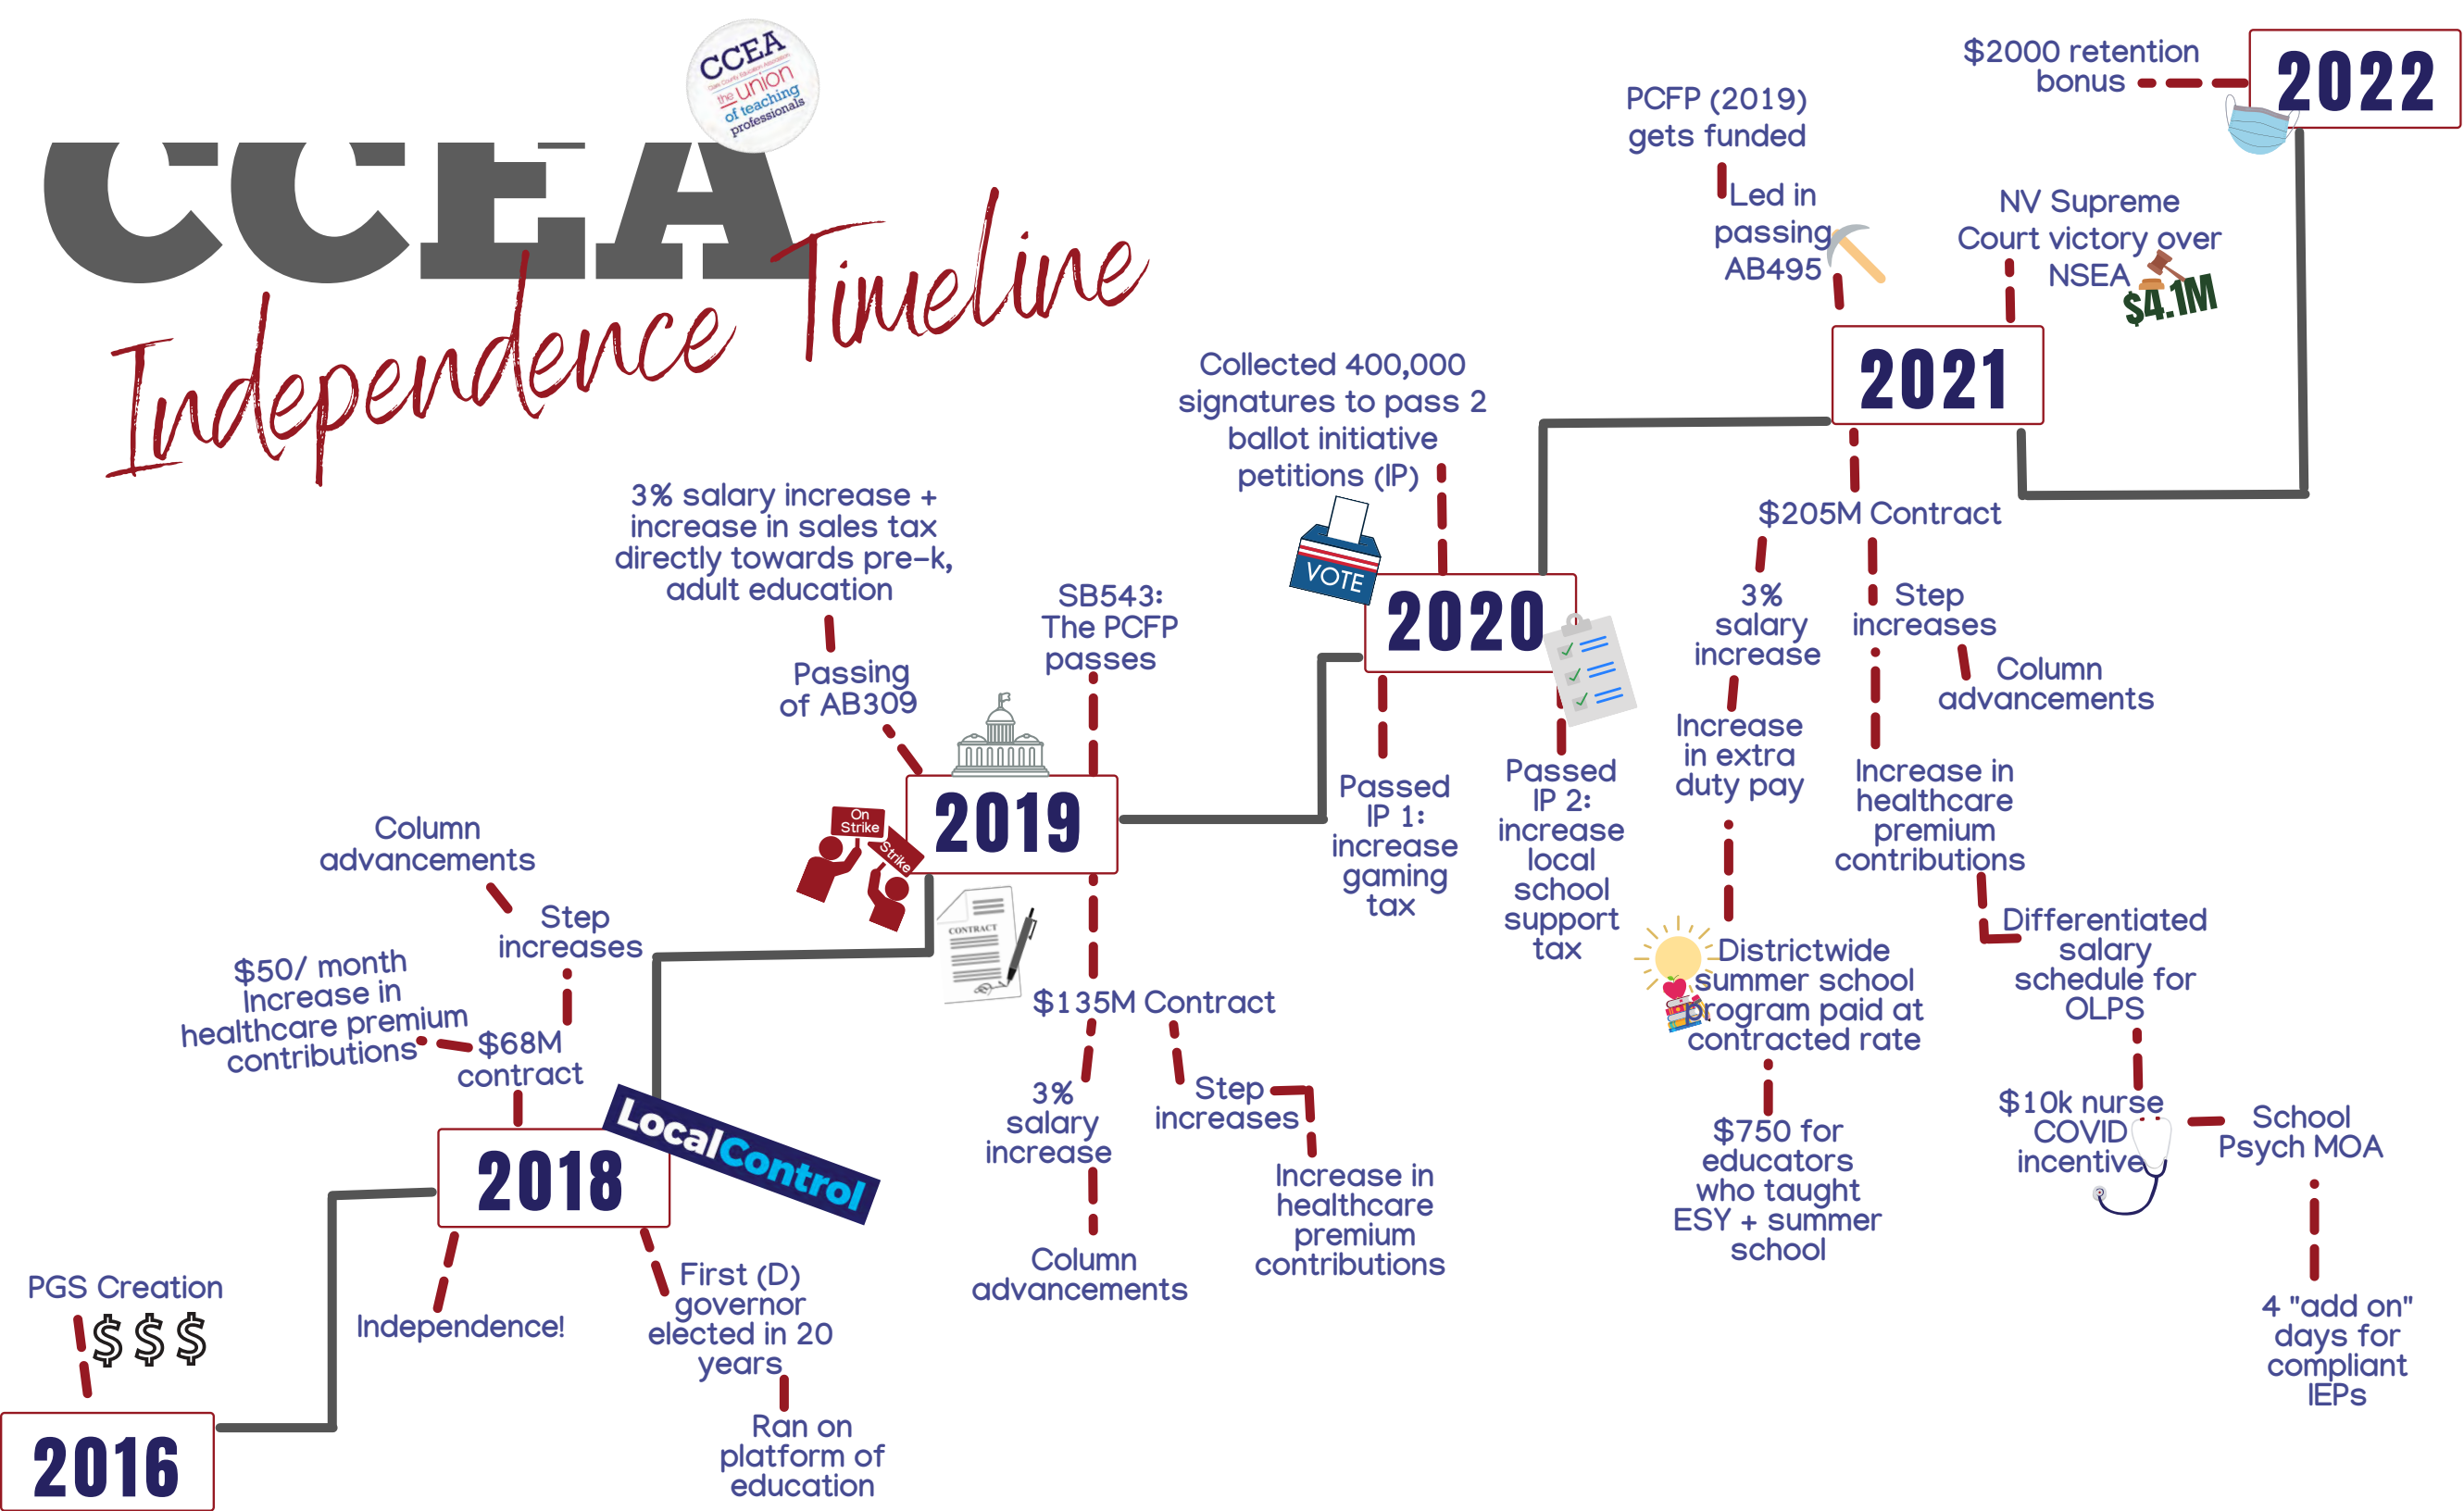 CCEA
Clark County Education Association
the union
of teaching
professionals
CCEA
Independence Timeline
2016
PGS Creation
$ $ $
2018
$68M
contract
$50/ month
Increase in
healthcare premium
contributions
Step
increases
Column
advancements
LocalControl
Independence!
First (D)
governor
elected in 20
years
Ran on
platform of
education
2019
On
Strike
Strike
CONTRACT
Passing
of AB309
3% salary increase +
increase in sales tax
directly towards pre-k,
adult education
SB543:
The PCFP
passes
$135M Contract
3%
salary
increase
Column
advancements
Step
increases
Increase in
healthcare
premium
contributions
2020
VOTE
Collected 400,000
signatures to pass 2
ballot initiative
petitions (IP)
Passed
IP 1:
increase
gaming
tax
Passed
IP 2:
increase
local
school
support
tax
2021
Led in
passing
AB495
PCFP (2019)
gets funded
NV Supreme
Court victory over
NSEA
$4.1M
$205M Contract
3%
salary
increase
Increase
in extra
duty pay
Districtwide
summer school
program paid at
contracted rate
$750 for
educators
who taught
ESY + summer
school
Step
increases
Column
advancements
Increase in
healthcare
premium
contributions
Differentiated
salary
schedule for
OLPS
$10k nurse
COVID
incentive
School
Psych MOA
4 "add on"
days for
compliant
IEPs
2022
$2000 retention
bonus